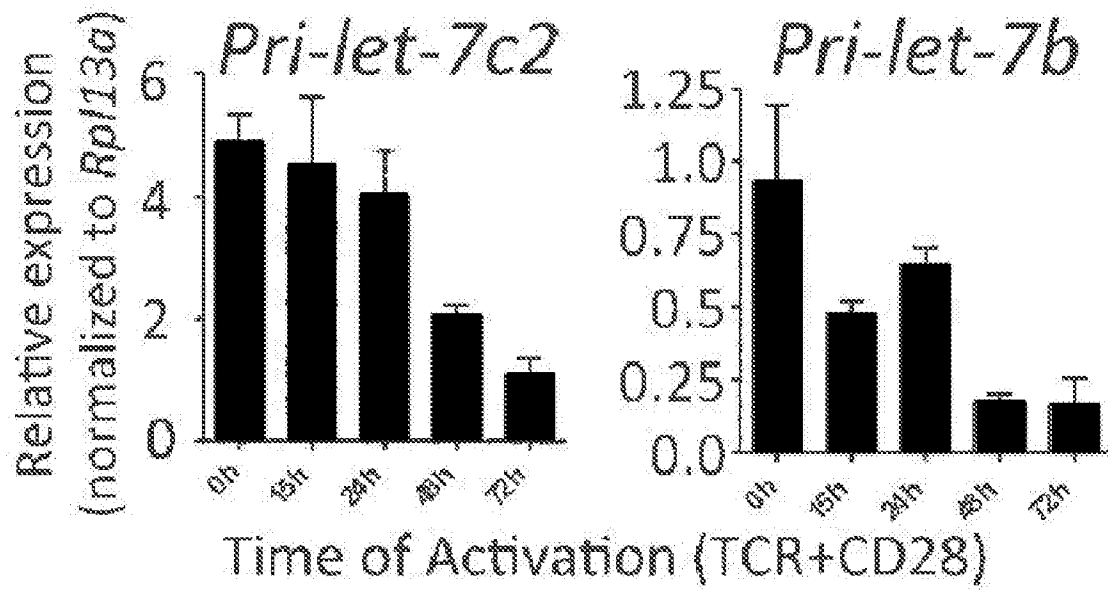 Pri-let-7c2
Pri-let-7b
Relative expression
(normalized to Rpl13a)
6
4
2
0
0h
15h
24h
48h
72h
1.25
1.0
0.75
0.5
0.25
0.0
0h
15h
24h
48h
72h
Time of Activation (TCR+CD28)